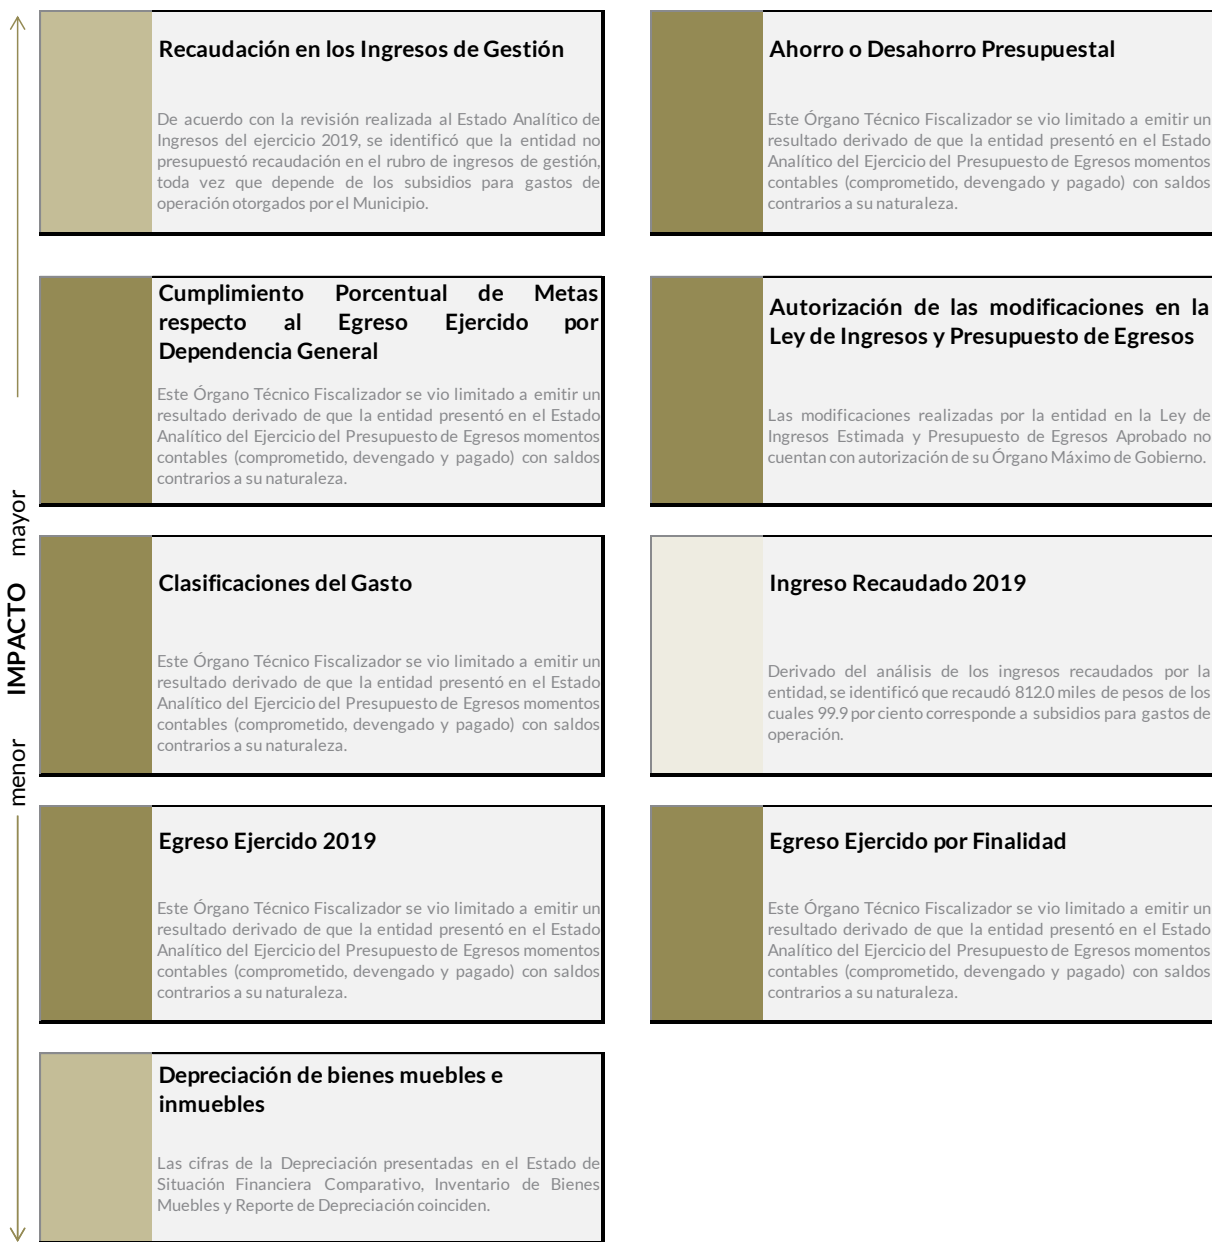 Recaudación en los Ingresos de Gestión
De acuerdo con la revisión realizada al Estado Analítico de
Ingresos del ejercicio 2019, se identificó que la entidad no
presupuestó recaudación en el rubro de ingresos de gestión,
toda vez que depende de los subsidios para gastos de
operación otorgados por el Municipio.
Ahorro o Desahorro Presupuestal
Este Órgano Técnico Fiscalizador se vio limitado a emitir un
resultado derivado de que la entidad presentó en el Estado
Analítico del Ejercicio del Presupuesto de Egresos momentos
contables (comprometido, devengado y pagado) con saldos
contrarios a su naturaleza.
Cumplimiento Porcentual de Metas
respecto al Egreso Ejercido por
Dependencia General
Este Órgano Técnico Fiscalizador se vio limitado a emitir un
resultado derivado de que la entidad presentó en el Estado
Analítico del Ejercicio del Presupuesto de Egresos momentos
contables (comprometido, devengado y pagado) con saldos
contrarios a su naturaleza.
Autorización de las modificaciones en la
Ley de Ingresos y Presupuesto de Egresos
Las modificaciones realizadas por la entidad en la Ley de
Ingresos Estimada y Presupuesto de Egresos Aprobado no
cuentan con autorización de su Órgano Máximo de Gobierno.
menor IMPACTO mayor
Clasificaciones del Gasto
Este Órgano Técnico Fiscalizador se vio limitado a emitir un
resultado derivado de que la entidad presentó en el Estado
Analítico del Ejercicio del Presupuesto de Egresos momentos
contables (comprometido, devengado y pagado) con saldos
contrarios a su naturaleza.
Ingreso Recaudado 2019
Derivado del análisis de los ingresos recaudados por la
entidad, se identificó que recaudó 812.0 miles de pesos de los
cuales 99.9 por ciento corresponde a subsidios para gastos de
operación.
Egreso Ejercido 2019
Este Órgano Técnico Fiscalizador se vio limitado a emitir un
resultado derivado de que la entidad presentó en el Estado
Analítico del Ejercicio del Presupuesto de Egresos momentos
contables (comprometido, devengado y pagado) con saldos
contrarios a su naturaleza.
Egreso Ejercido por Finalidad
Este Órgano Técnico Fiscalizador se vio limitado a emitir un
resultado derivado de que la entidad presentó en el Estado
Analítico del Ejercicio del Presupuesto de Egresos momentos
contables (comprometido, devengado y pagado) con saldos
contrarios a su naturaleza.
Depreciación de bienes muebles e
inmuebles
Las cifras de la Depreciación presentadas en el Estado de
Situación Financiera Comparativo, Inventario de Bienes
Muebles y Reporte de Depreciación coinciden.